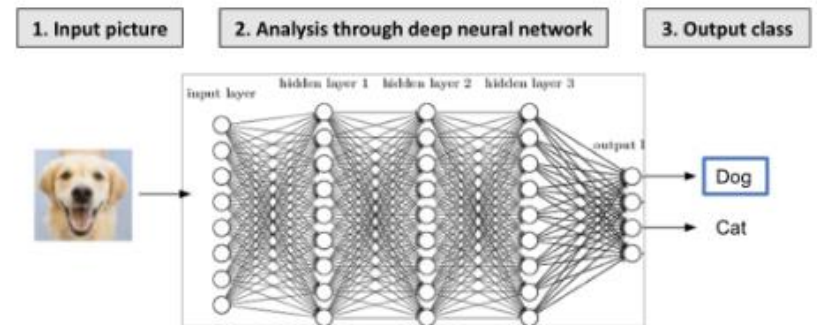 1. Input picture
2. Analysis through deep neural network
3. Output class
hidden layer 1 hidden layer 2 hidden layer 3
input layer
output l
Dog
Cat